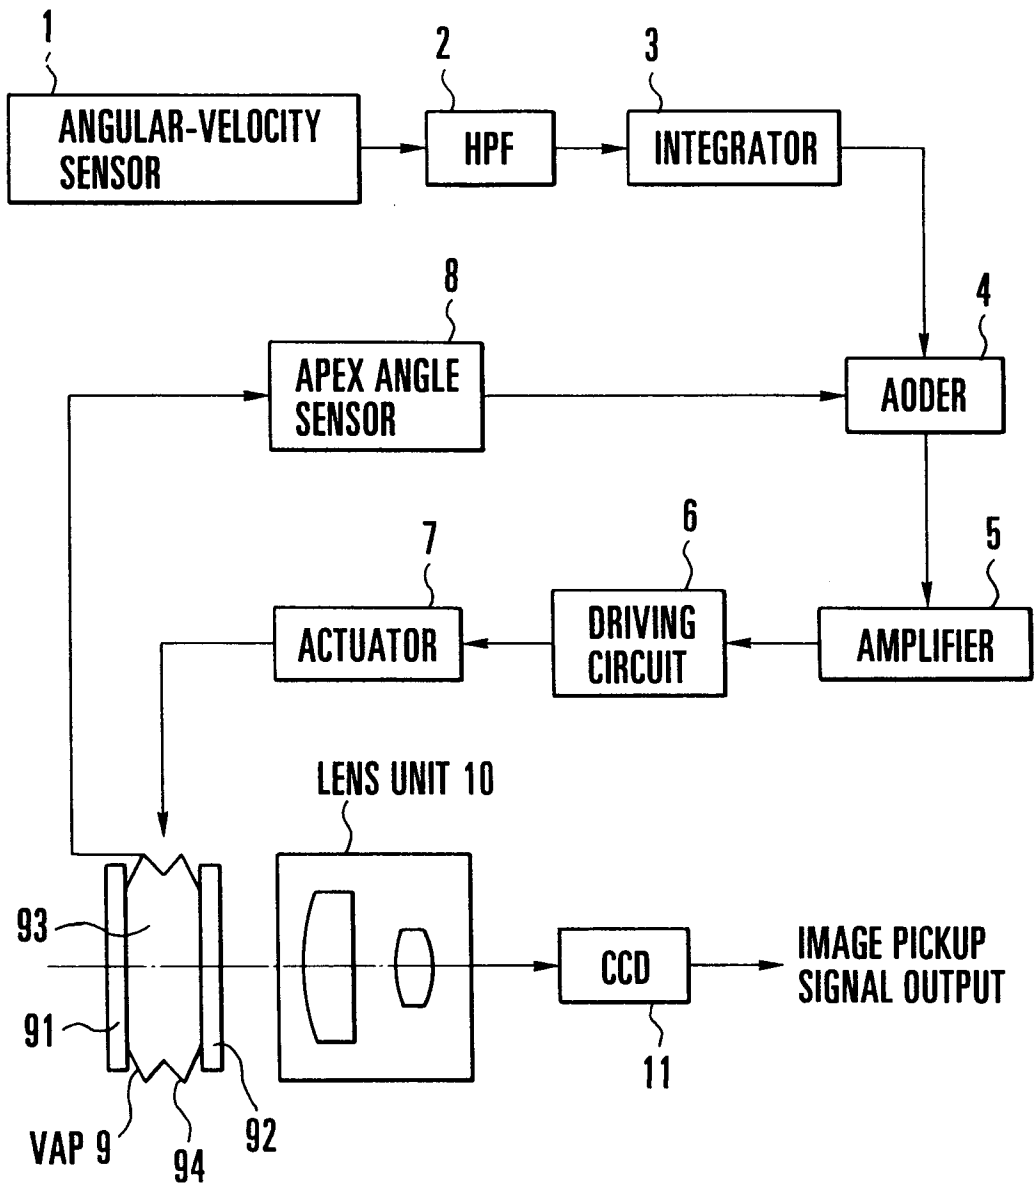 1
2
3
ANGULAR-VELOCITY
SENSOR
HPF
INTEGRATOR
8
4
APEX ANGLE
SENSOR
AODER
7
6
5
ACTUATOR
DRIVING
CIRCUIT
AMPLIFIER
LENS UNIT 10
93
CCD
IMAGE PICKUP
SIGNAL OUTPUT
91
11
VAP 9
94
92